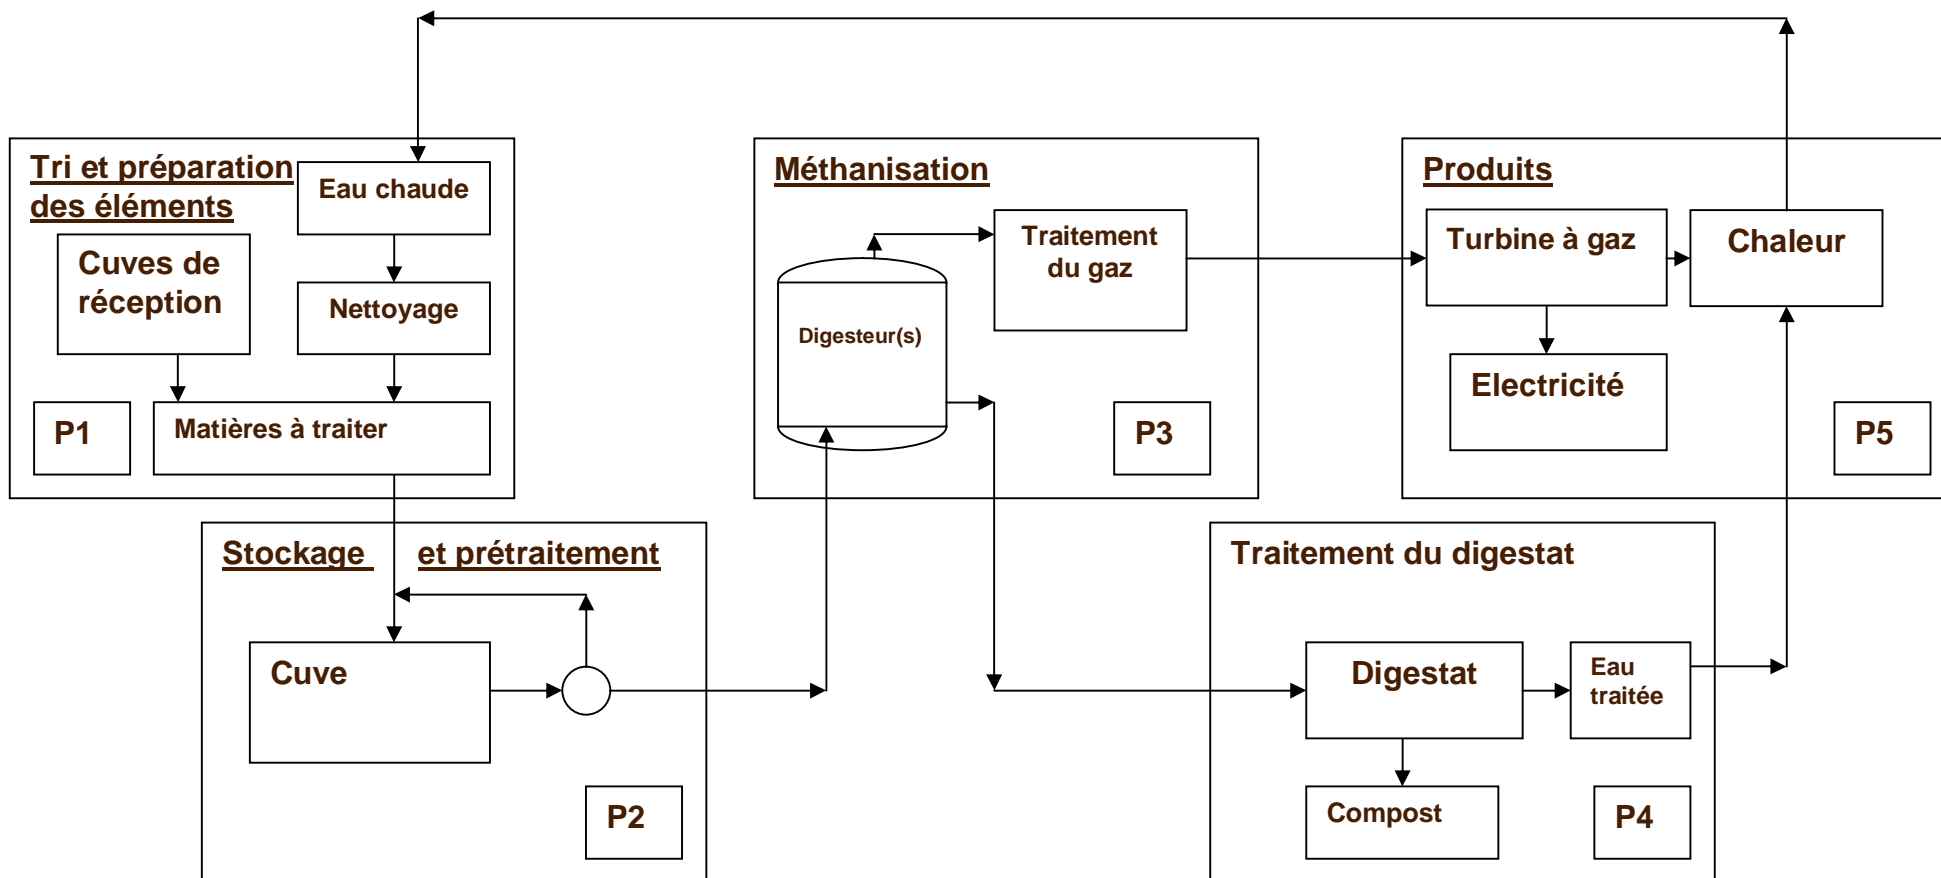 Tri et préparation
des éléments
Eau chaude
Cuves de
réception
Nettoyage
P1
Matières à traiter
Stockage et prétraitement
Cuve
P2
Méthanisation
Traitement
du gaz
Digesteur(s)
P3
Produits
Turbine à gaz
Chaleur
Electricité
P5
Traitement du digestat
Digestat
Eau
traitée
Compost
P4